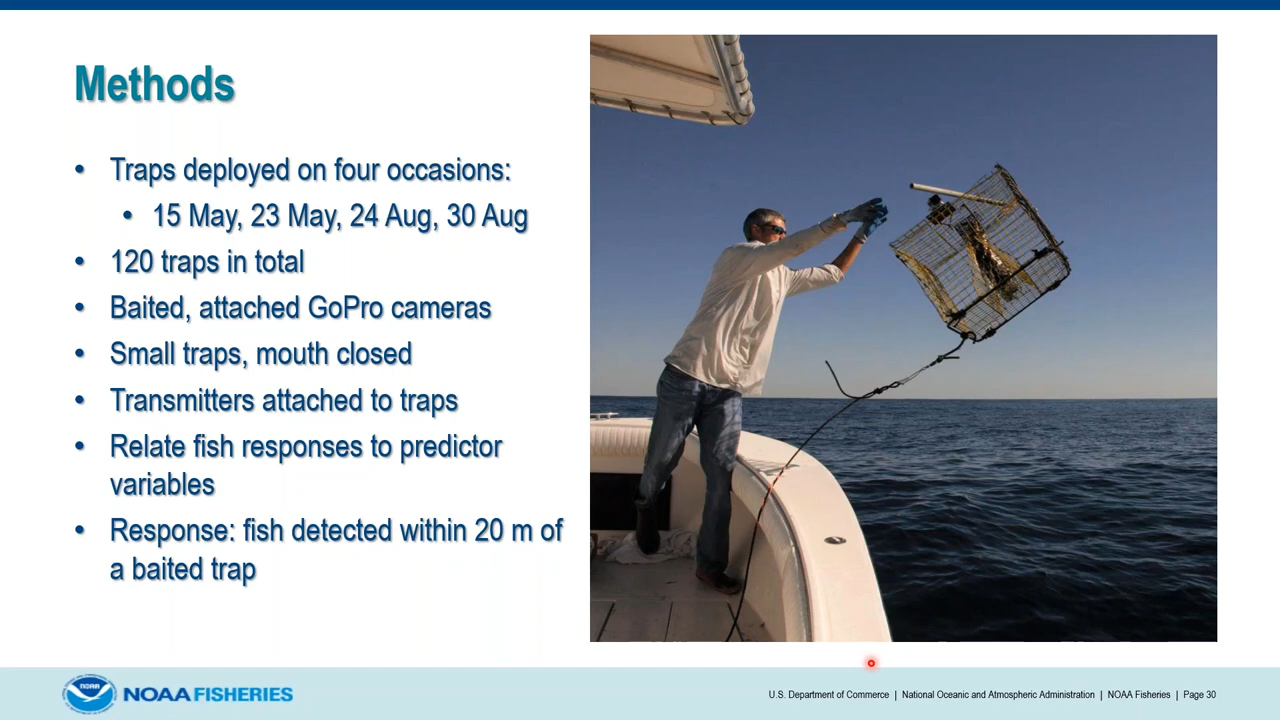 Methods
• Traps deployed on four occasions:
• 15 May, 23 May, 24 Aug, 30 Aug
• 120 traps in total
• Baited, attached GoPro cameras
• Small traps, mouth closed
• Transmitters attached to traps
• Relate fish responses to predictor
variables
• Response: fish detected within 20 m of
a baited trap
NOAA
NOAA FISHERIES
U.S. Department of Commerce | National Oceanic and Atmospheric Administration | NOAA Fisheries | Page 30